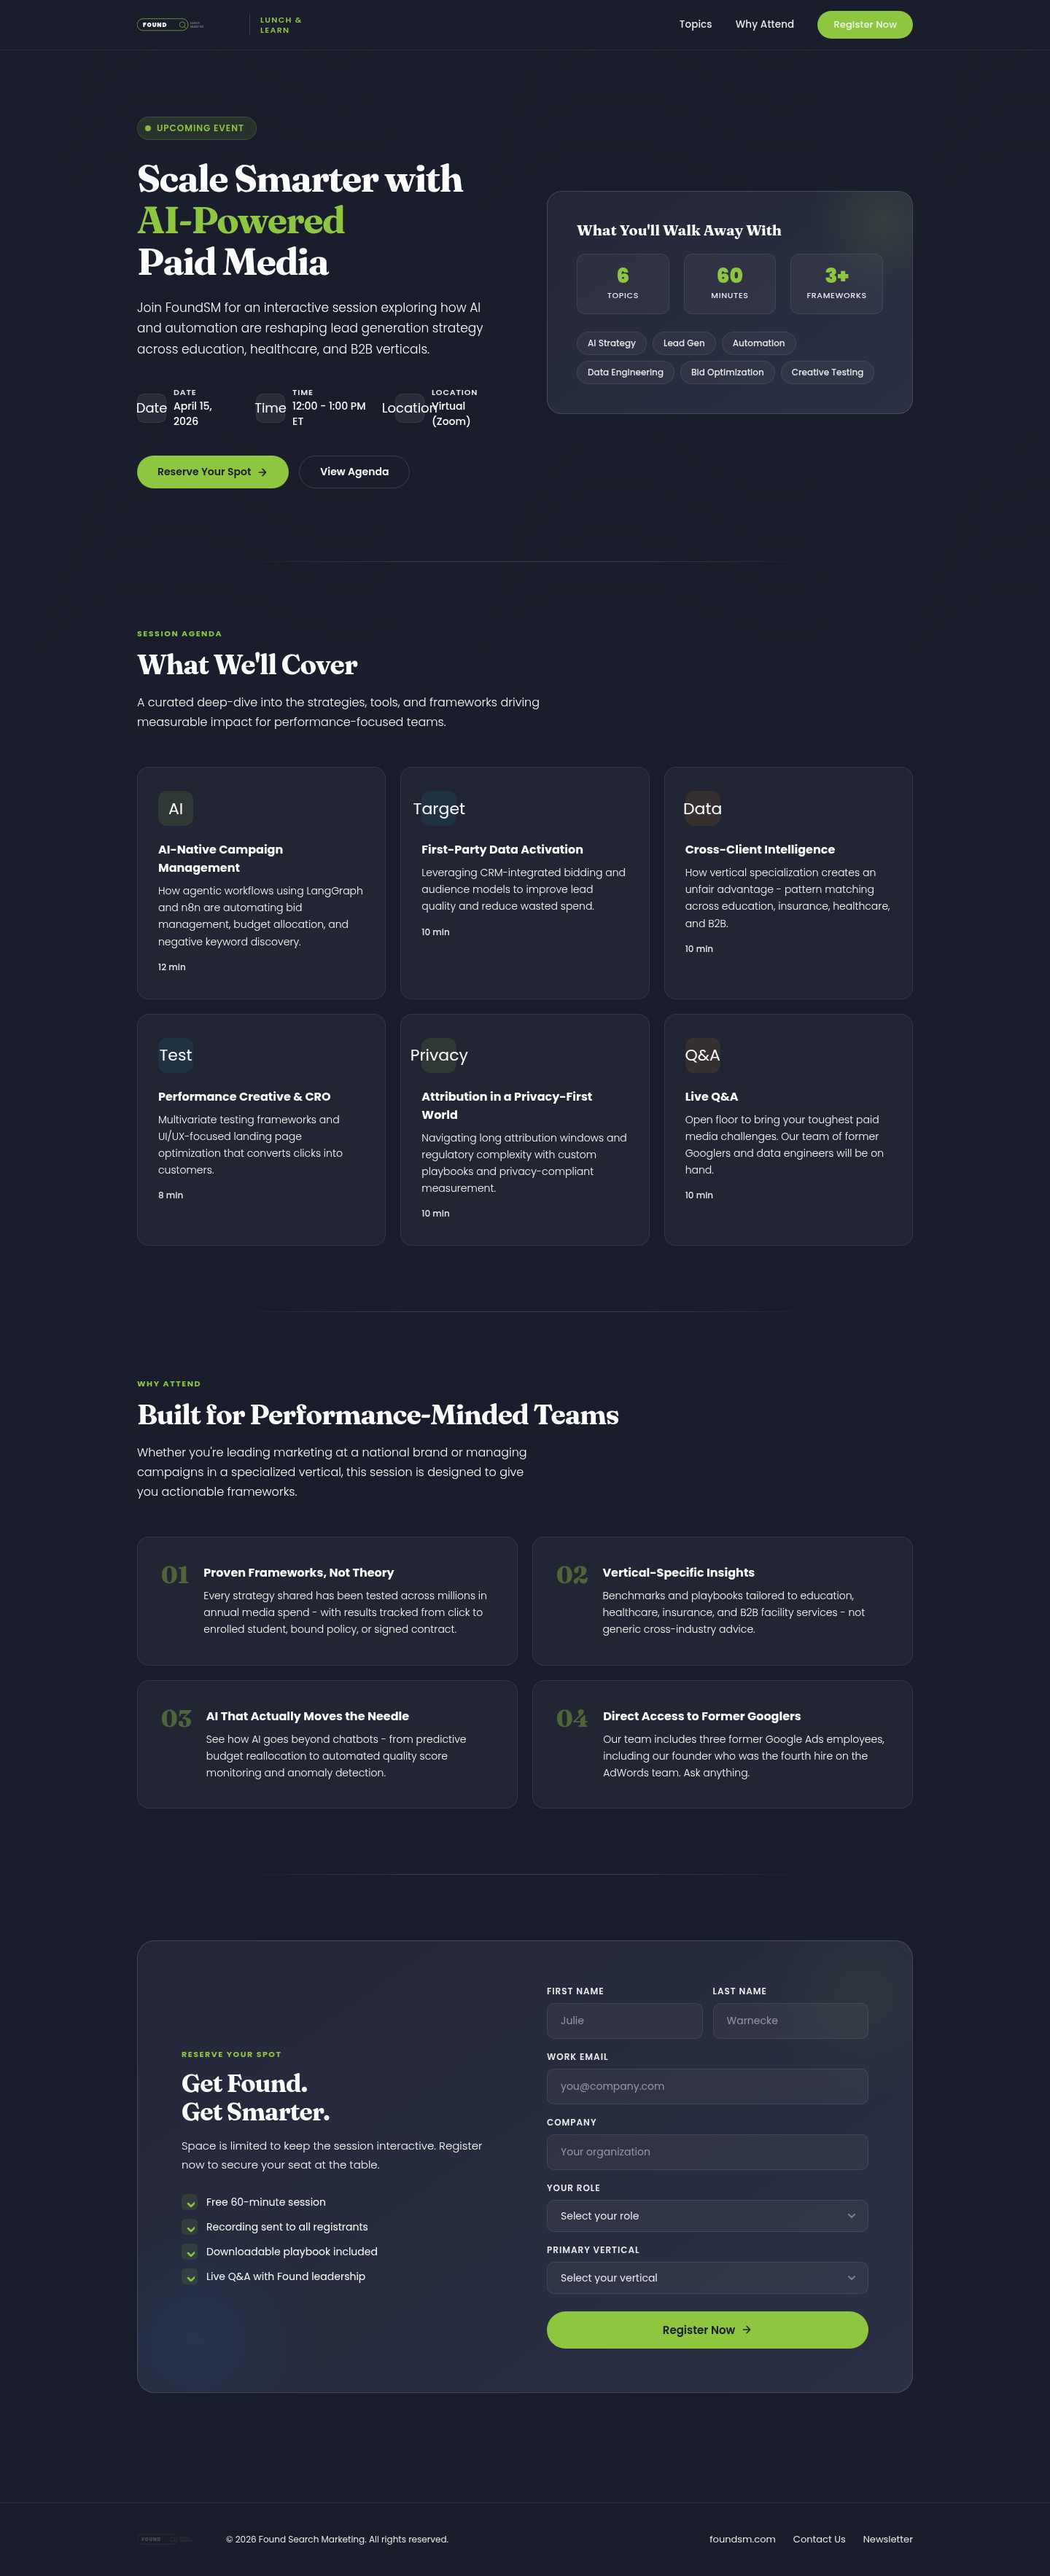 FOUND
LUNCH &
LEARN
Topics
Why Attend
Register Now
UPCOMING EVENT
Scale Smarter with
AI-Powered
Paid Media
Join FoundSM for an interactive session exploring how AI
and automation are reshaping lead generation strategy
across education, healthcare, and B2B verticals.
Date
DATE
April 15,
2026
Time
TIME
12:00 - 1:00 PM
ET
Location
LOCATION
Virtual
(Zoom)
Reserve Your Spot →
View Agenda
What You'll Walk Away With
6
TOPICS
60
MINUTES
3+
FRAMEWORKS
AI Strategy
Lead Gen
Automation
Data Engineering
Bid Optimization
Creative Testing
SESSION AGENDA
What We'll Cover
A curated deep-dive into the strategies, tools, and frameworks driving
measurable impact for performance-focused teams.
AI
AI-Native Campaign
Management
How agentic workflows using LangGraph
and n8n are automating bid
management, budget allocation, and
negative keyword discovery.
12 min
Target
First-Party Data Activation
Leveraging CRM-integrated bidding and
audience models to improve lead
quality and reduce wasted spend.
10 min
Data
Cross-Client Intelligence
How vertical specialization creates an
unfair advantage - pattern matching
across education, insurance, healthcare,
and B2B.
10 min
Test
Performance Creative & CRO
Multivariate testing frameworks and
UI/UX-focused landing page
optimization that converts clicks into
customers.
8 min
Privacy
Attribution in a Privacy-First
World
Navigating long attribution windows and
regulatory complexity with custom
playbooks and privacy-compliant
measurement.
10 min
Q&A
Live Q&A
Open floor to bring your toughest paid
media challenges. Our team of former
Googlers and data engineers will be on
hand.
10 min
WHY ATTEND
Built for Performance-Minded Teams
Whether you're leading marketing at a national brand or managing
campaigns in a specialized vertical, this session is designed to give
you actionable frameworks.
01
Proven Frameworks, Not Theory
Every strategy shared has been tested across millions in
annual media spend - with results tracked from click to
enrolled student, bound policy, or signed contract.
02
Vertical-Specific Insights
Benchmarks and playbooks tailored to education,
healthcare, insurance, and B2B facility services - not
generic cross-industry advice.
03
AI That Actually Moves the Needle
See how AI goes beyond chatbots - from predictive
budget reallocation to automated quality score
monitoring and anomaly detection.
04
Direct Access to Former Googlers
Our team includes three former Google Ads employees,
including our founder who was the fourth hire on the
AdWords team. Ask anything.
RESERVE YOUR SPOT
Get Found.
Get Smarter.
Space is limited to keep the session interactive. Register
now to secure your seat at the table.
Free 60-minute session
Recording sent to all registrants
Downloadable playbook included
Live Q&A with Found leadership
FIRST NAME
Julie
LAST NAME
Warnecke
WORK EMAIL
you@company.com
COMPANY
Your organization
YOUR ROLE
Select your role
PRIMARY VERTICAL
Select your vertical
Register Now →
FOUND
© 2026 Found Search Marketing. All rights reserved.
foundsm.com
Contact Us
Newsletter